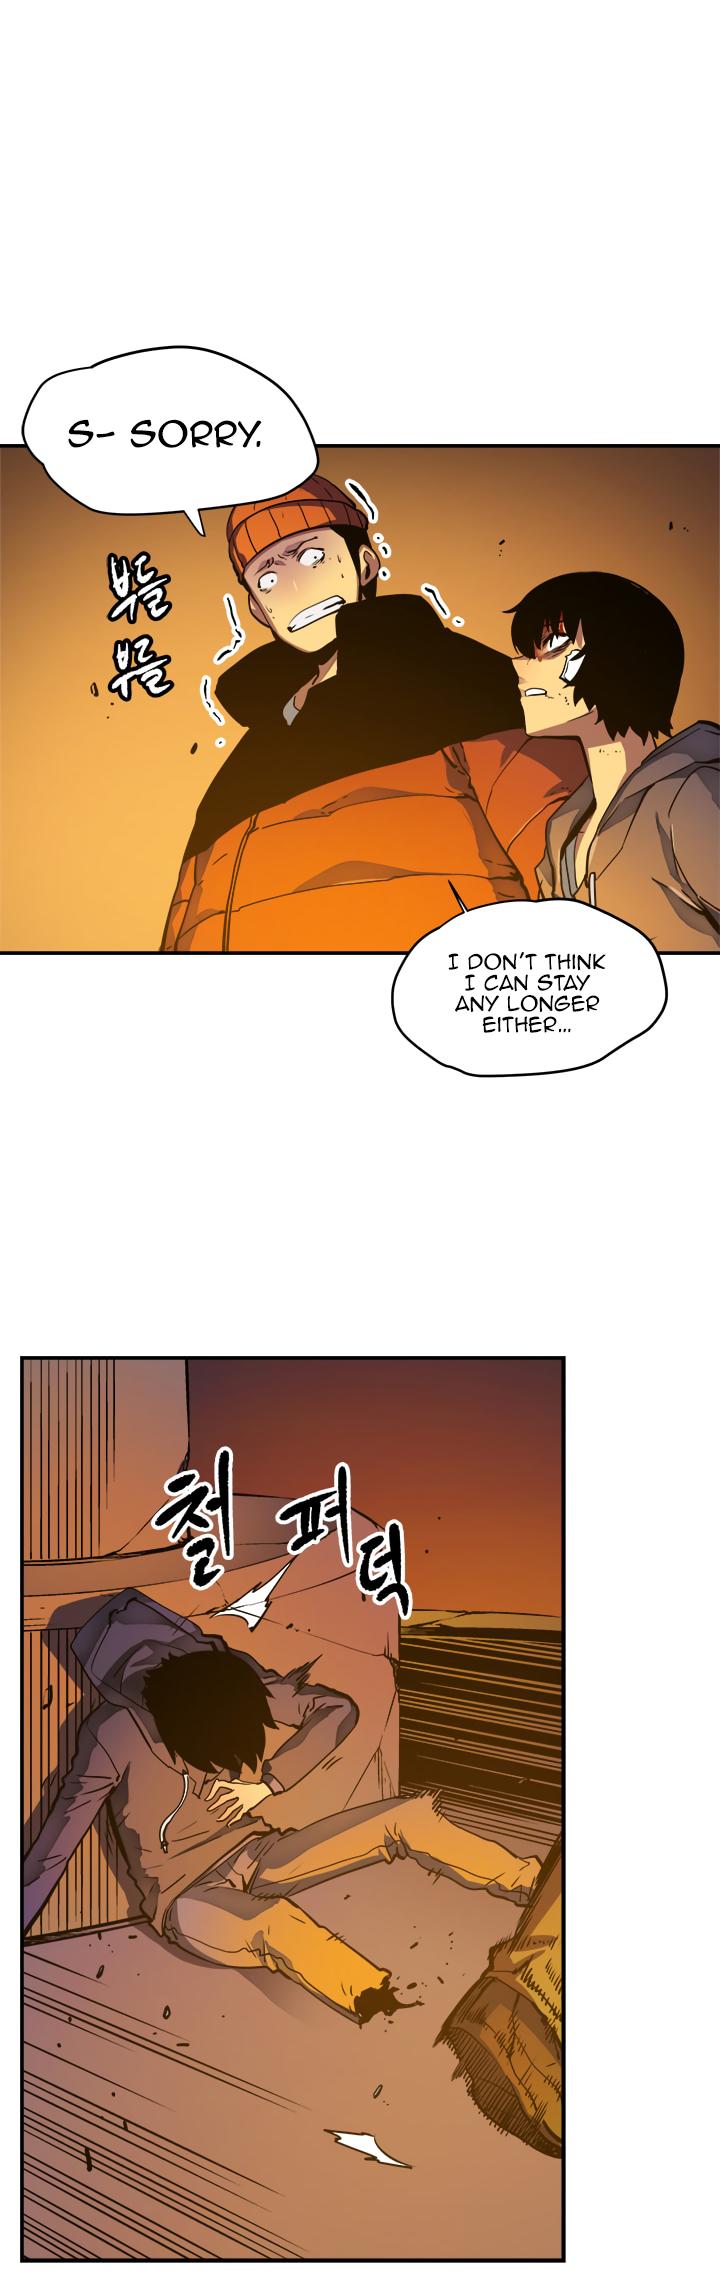 S- SORRY.
부들
부들
I DON'T THINK
I CAN STAY
ANY LONGER
EITHER...
철 퍼
덕